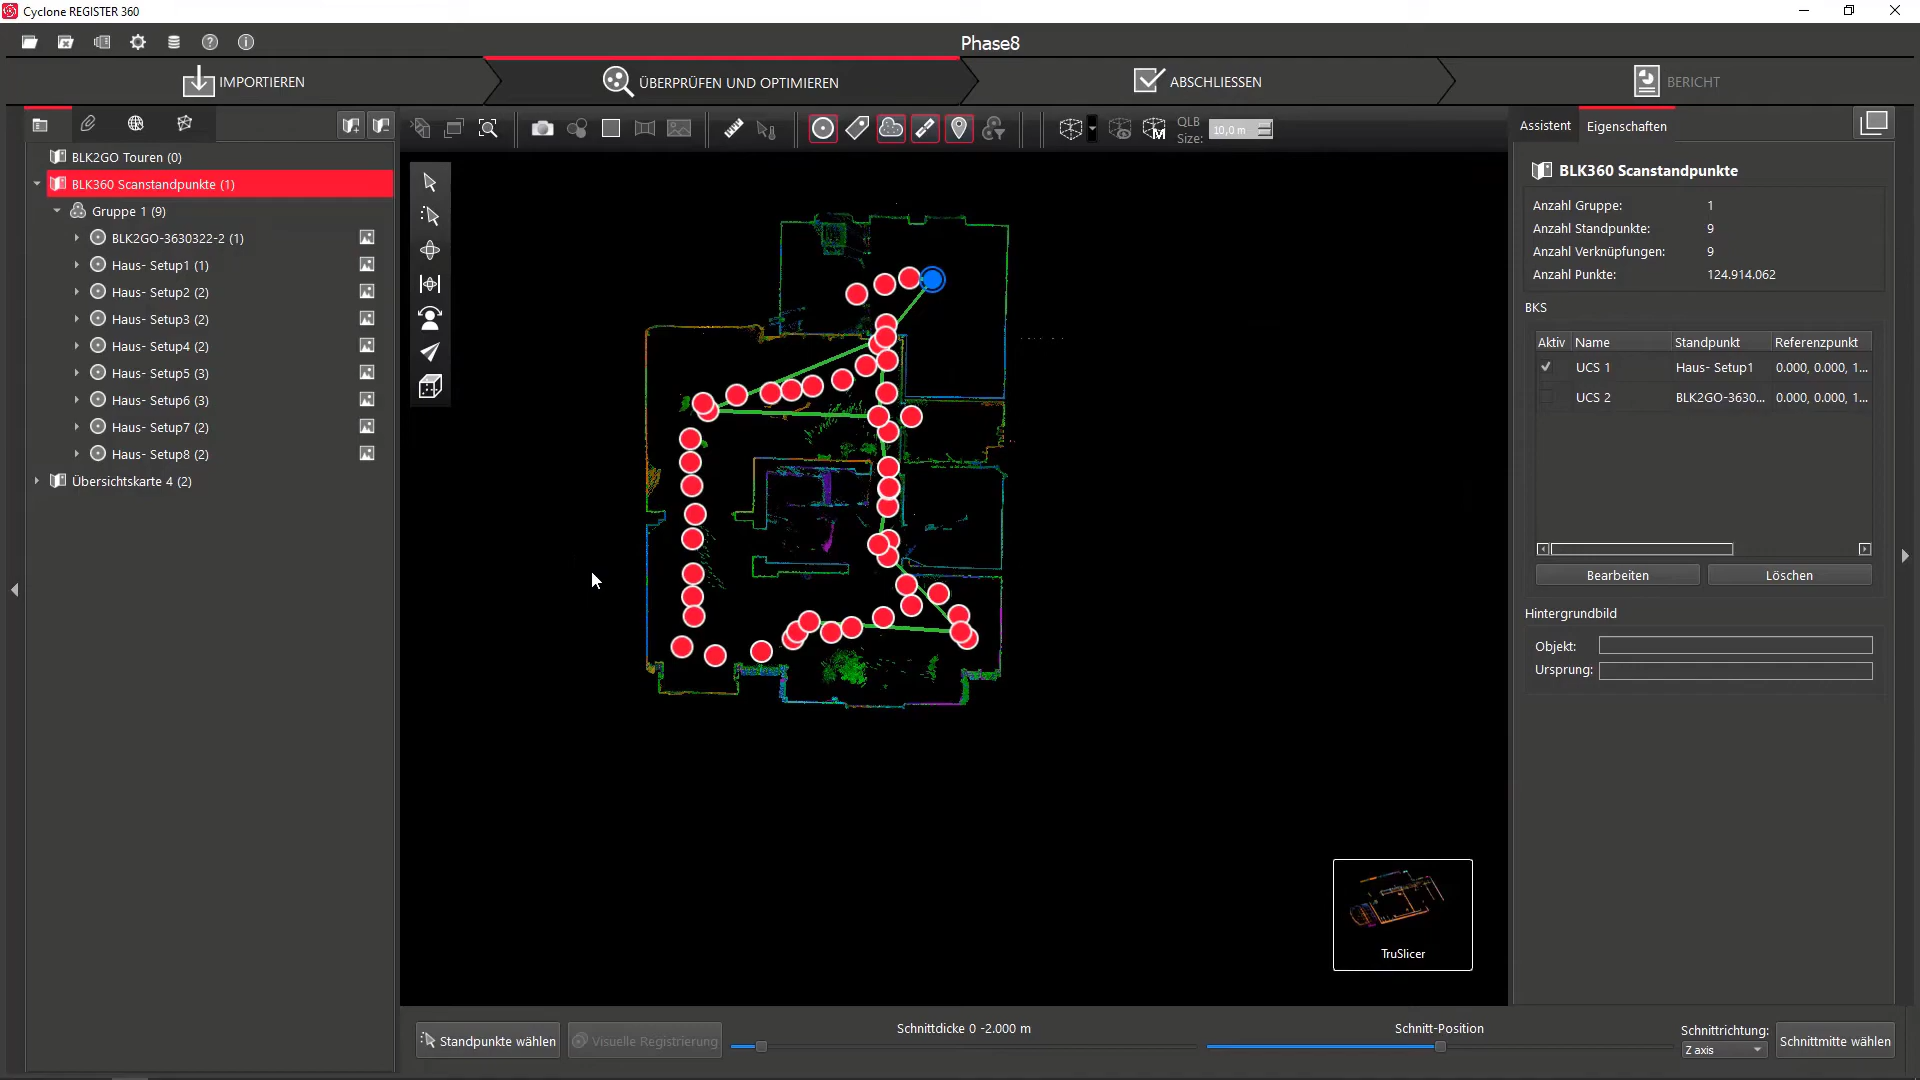 Cyclone REGISTER 360
Phase8
IMPORTIEREN
ÜBERPRÜFEN UND OPTIMIEREN
ABSCHLIESSEN
BERICHT
QLB
Size:
10,0 m
Assistent
Eigenschaften
BLK2GO Touren (0)
BLK360 Scanstandpunkte (1)
Gruppe 1 (9)
BLK2GO-3630322-2 (1)
Haus- Setup1 (1)
Haus- Setup2 (2)
Haus- Setup3 (2)
Haus- Setup4 (2)
Haus- Setup5 (3)
Haus- Setup6 (3)
Haus- Setup7 (2)
Haus- Setup8 (2)
Übersichtskarte 4 (2)
BLK360 Scanstandpunkte
Anzahl Gruppe: 1
Anzahl Standpunkte: 9
Anzahl Verknüpfungen: 9
Anzahl Punkte: 124.914.062
BKS
Aktiv Name Standpunkt Referenzpunkt
UCS 1 Haus- Setup1 0.000, 0.000, 1...
UCS 2 BLK2GO-3630... 0.000, 0.000, 1...
Bearbeiten
Löschen
Hintergrundbild
Objekt:
Ursprung:
TruSlicer
Standpunkte wählen
Visuelle Registrierung
Schnittdicke 0 -2.000 m
Schnitt-Position
Schnittrichtung:
Z axis
Schnittmitte wählen